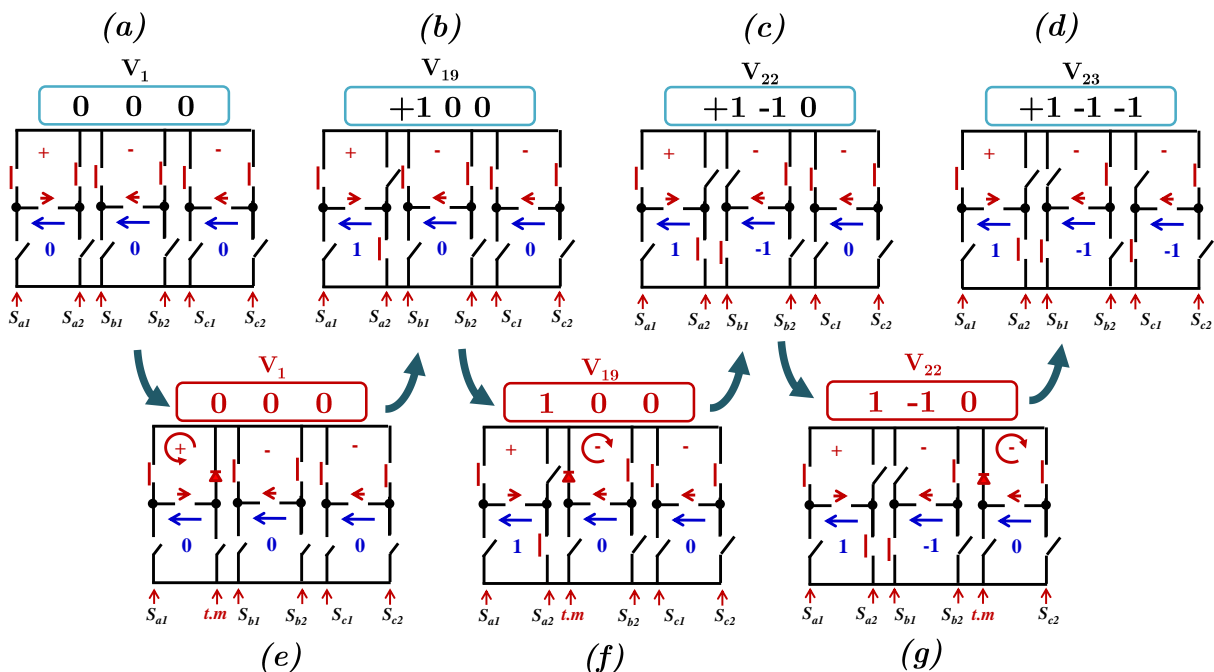 (a) (b) (c) (d)
V1 V19 V22 V23
0 0 0 +1 0 0 +1 -1 0 +1 -1 -1
+ - - + - - + - - + - -
0 0 0 1 0 0 1 -1 0 1 -1 -1
Sa1 Sa2 Sb1 Sb2 Sc1 Sc2 Sa1 Sa2 Sb1 Sb2 Sc1 Sc2 Sa1 Sa2 Sb1 Sb2 Sc1 Sc2 Sa1 Sa2 Sb1 Sb2 Sc1 Sc2
V1 V19 V22
0 0 0 1 0 0 1 -1 0
+ - - + - - + - -
0 0 0 1 0 0 1 -1 0
Sa1 t.m Sb1 Sb2 Sc1 Sc2 Sa1 Sa2 t.m Sb2 Sc1 Sc2 Sa1 Sa2 Sb1 Sb2 t.m Sc2
(e) (f) (g)